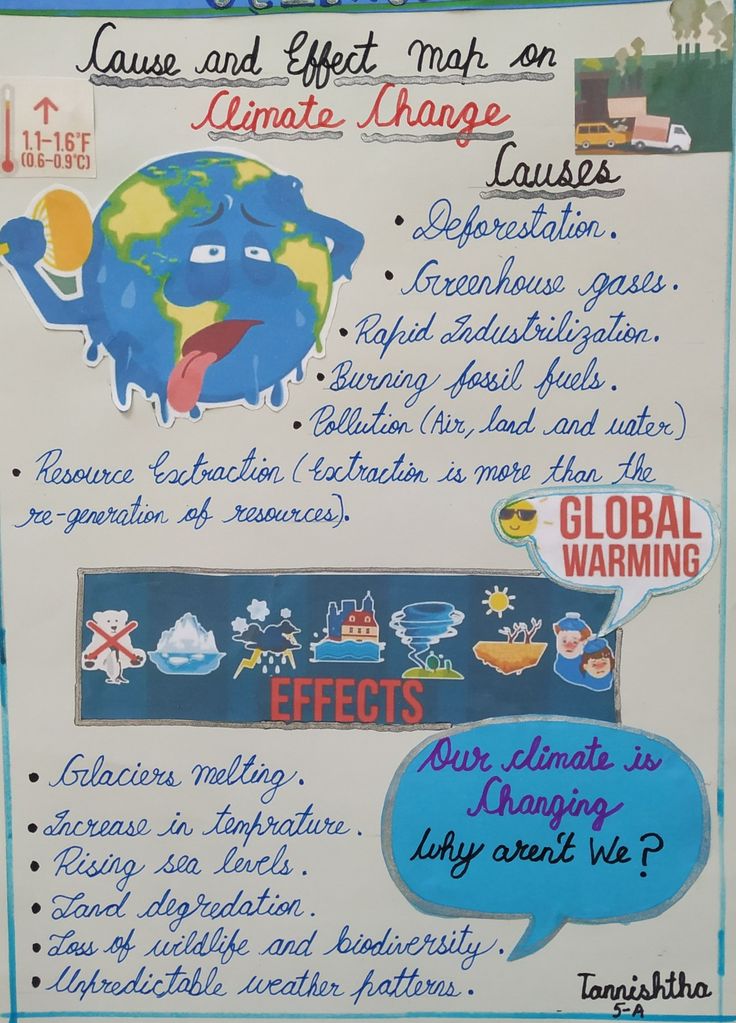 Cause and Effect map on
Climate Change
↑
1.1-1.6°F
(0.6-0.9°C)
Causes
• Deforestation.
• Greenhouse gases.
• Rapid Industrilization.
• Burning fossil fuels.
• Pollution (Air, land and water)
• Resource Extraction (Extraction is more than the
re-generation of resources).
GLOBAL
WARMING
EFFECTS
• Glaciers melting.
• Increase in temprature.
• Rising sea levels.
• Land degredation.
• Loss of wildlife and biodiversity.
• Unpredictable weather patterns.
Our climate is
Changing
Why aren't We?
Tannishtha
5-A